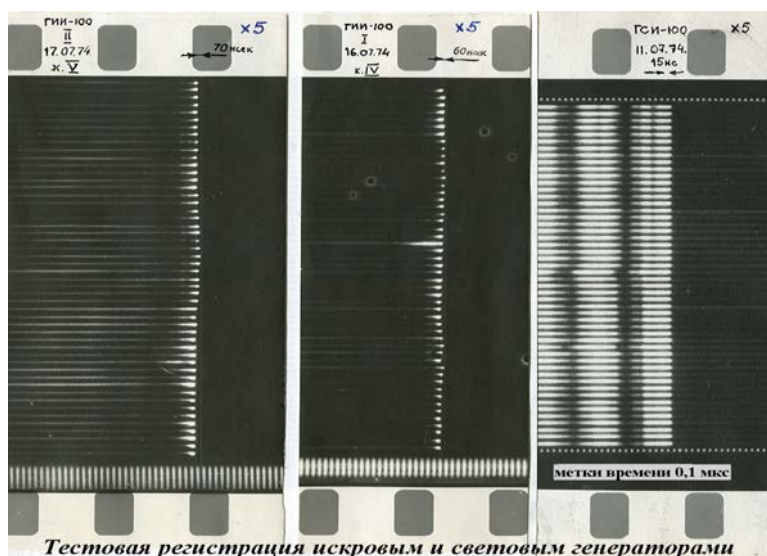 ГИИ-100
II
17.07.74
к. V
70 нсек
×5
ГИИ-100
I
16.07.74
к. IV
60 нсек
×5
ГСИ-100
11.07.74.
15нс
×5
метки времени 0,1 мкс
Тестовая регистрация искровым и световым генераторами